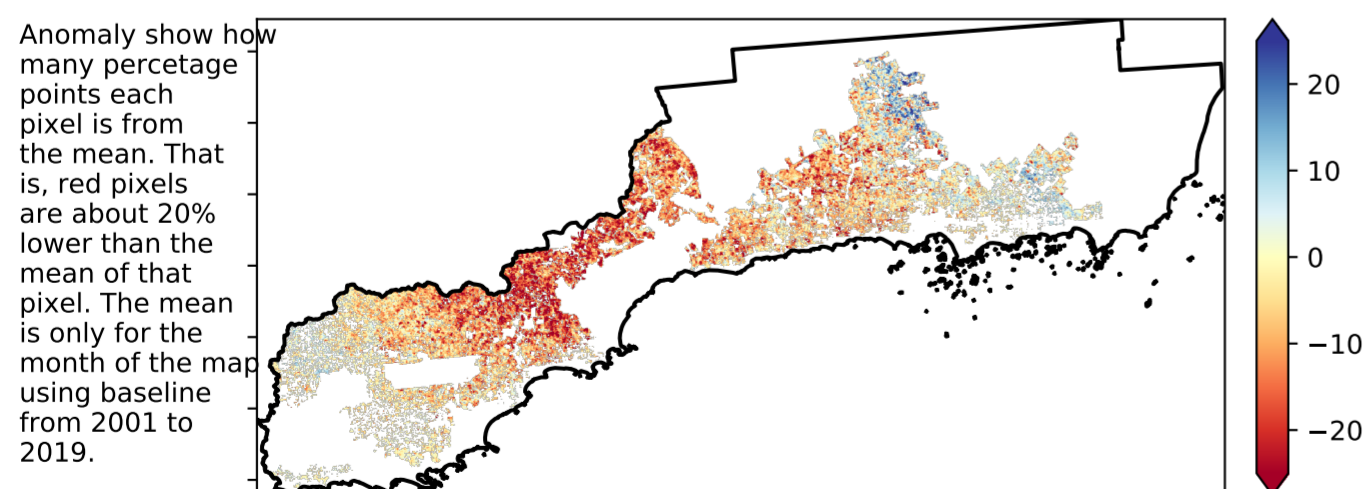 Anomaly show how
many percetage
points each
pixel is from
the mean. That
is, red pixels
are about 20%
lower than the
mean of that
pixel. The mean
is only for the
month of the map
using baseline
from 2001 to
2019.
20
10
0
−10
−20